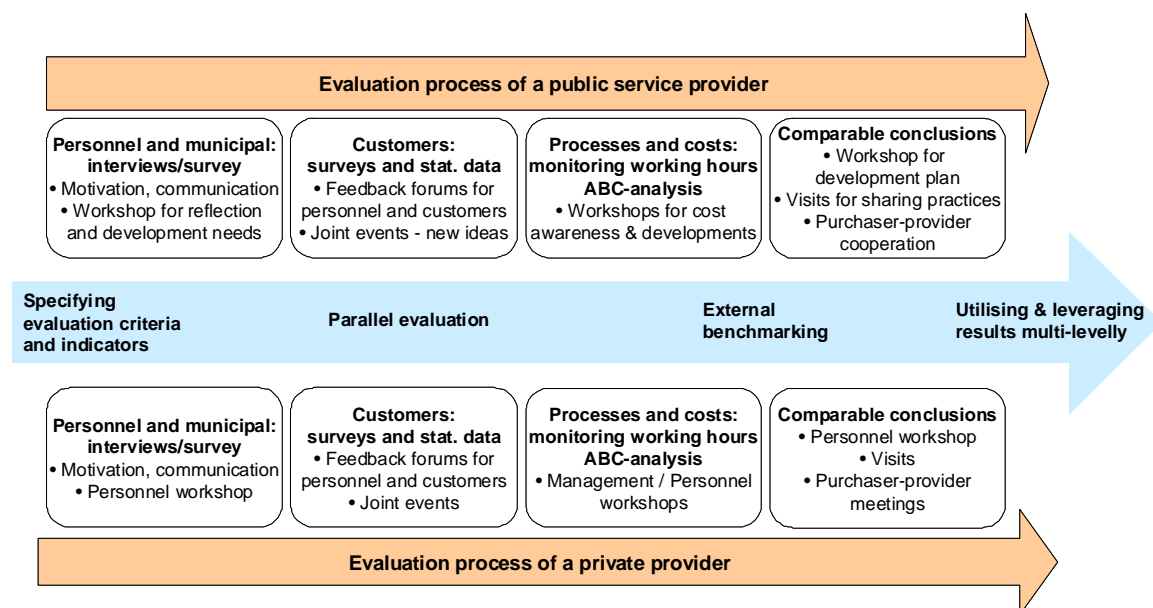 Evaluation process of a public service provider
Personnel and municipal:
interviews/survey
• Motivation, communication
• Workshop for reflection
and development needs
Customers:
surveys and stat. data
• Feedback forums for
personnel and customers
• Joint events - new ideas
Processes and costs:
monitoring working hours
ABC-analysis
• Workshops for cost
awareness & developments
Comparable conclusions
• Workshop for
development plan
• Visits for sharing practices
• Purchaser-provider
cooperation
Specifying
evaluation criteria
and indicators
Parallel evaluation
External
benchmarking
Utilising & leveraging
results multi-levelly
Personnel and municipal:
interviews/survey
• Motivation, communication
• Personnel workshop
Customers:
surveys and stat. data
• Feedback forums for
personnel and customers
• Joint events
Processes and costs:
monitoring working hours
ABC-analysis
• Management / Personnel
workshops
Comparable conclusions
• Personnel workshop
• Visits
• Purchaser-provider
meetings
Evaluation process of a private provider